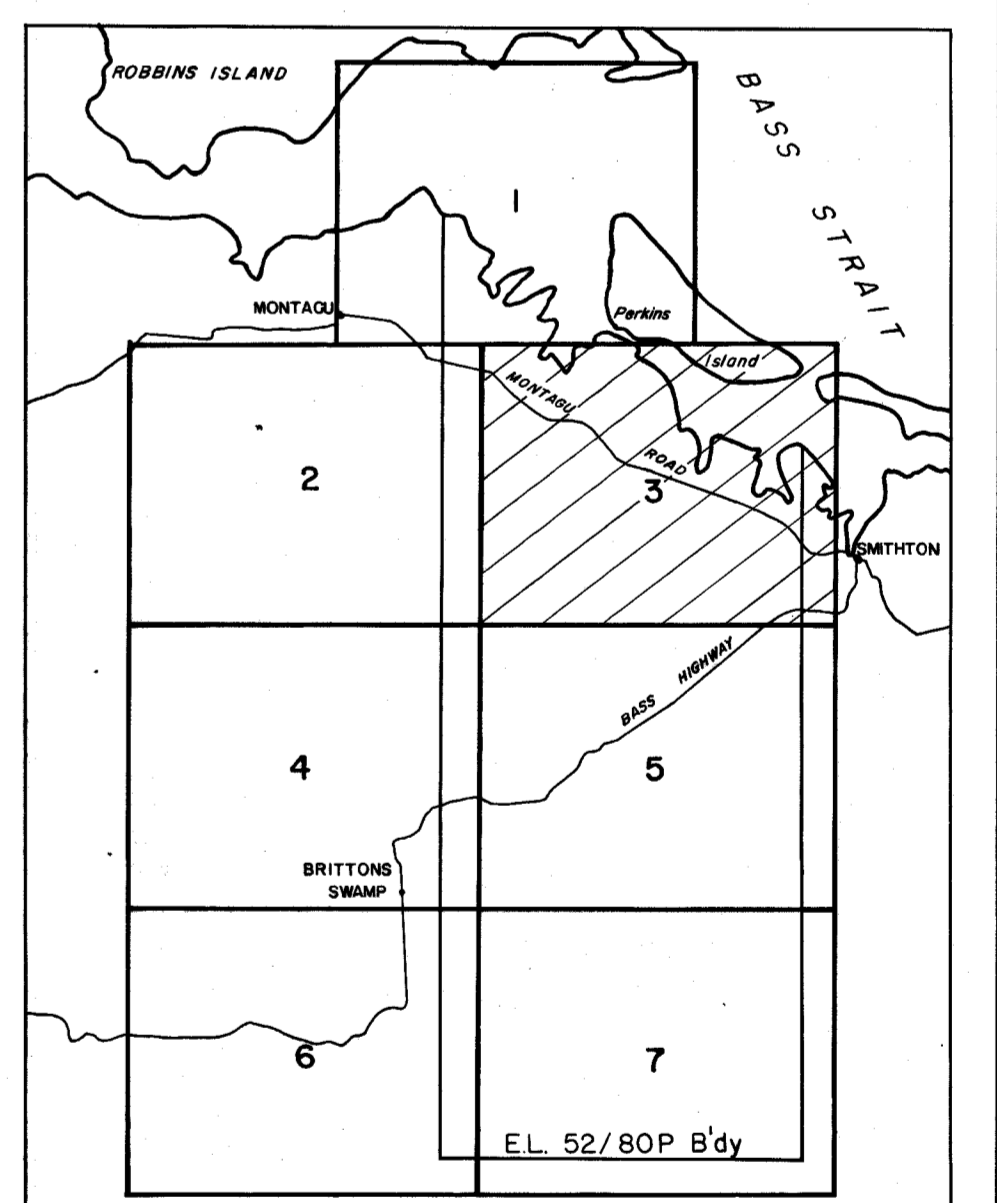 ROBBINS ISLAND
BASS STRAIT
1
MONTAGU
Perkins
Island
MONTAGU ROAD
2
3
SMITHTON
BASS HIGHWAY
4
5
BRITTONS
SWAMP
6
7
E.L. 52/80P B'dy